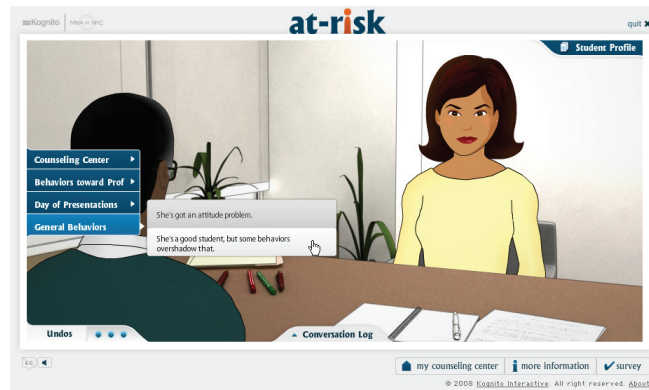 Kognito MHA OF NYC
at-risk
quit ✖
Student Profile
Counseling Center
Behaviors toward Prof
Day of Presentations
General Behaviors
She's got an attitude problem.
She's a good student, but some behaviors
overshadow that.
Undos
Conversation Log
cc
my counseling center
more information
survey
© 2008 Kognito Interactive. All right reserved. About